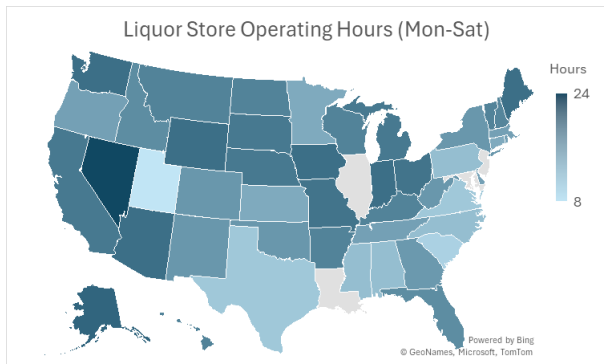 Liquor Store Operating Hours (Mon-Sat)
Hours
24
8
Powered by Bing
© GeoNames, Microsoft, TomTom